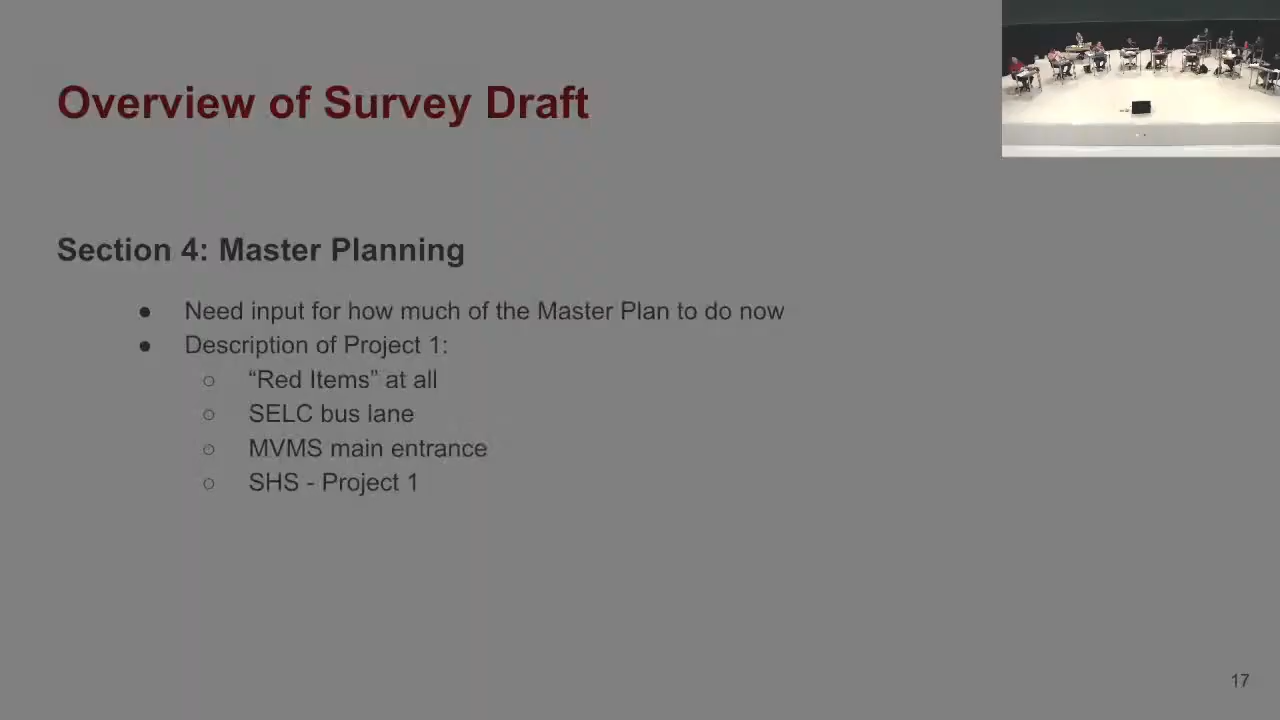 Overview of Survey Draft
Section 4: Master Planning
● Need input for how much of the Master Plan to do now
● Description of Project 1:
○ “Red Items” at all
○ SELC bus lane
○ MVMS main entrance
○ SHS - Project 1
17